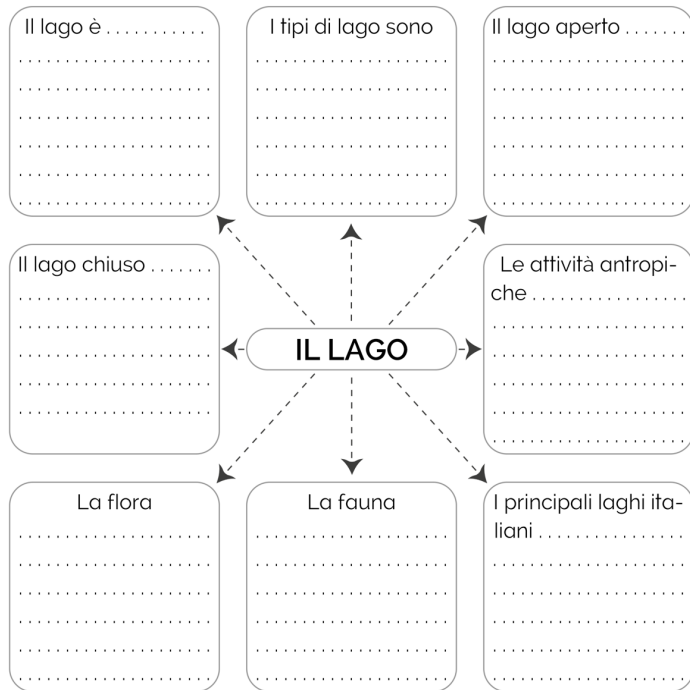 Il lago è . . . . . . . . . . .
I tipi di lago sono
Il lago aperto . . . . . . .
Il lago chiuso . . . . . . .
Le attività antropi-
che . . . . . . . . . . . . . . . . .
IL LAGO
La flora
La fauna
I principali laghi ita-
liani . . . . . . . . . . . . . . . .